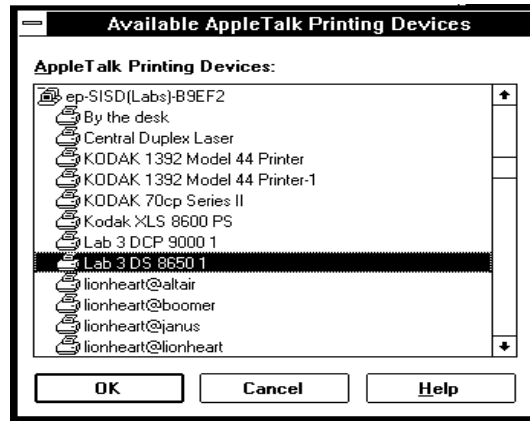 Available AppleTalk Printing Devices
AppleTalk Printing Devices:
ep-SISD(Labs)-B9EF2
By the desk
Central Duplex Laser
KODAK 1392 Model 44 Printer
KODAK 1392 Model 44 Printer-1
KODAK 70cp Series II
Kodak XLS 8600 PS
Lab 3 DCP 9000 1
Lab 3 DS 8650 1
lionheart@altair
lionheart@boomer
lionheart@janus
lionheart@lionheart
OK Cancel Help